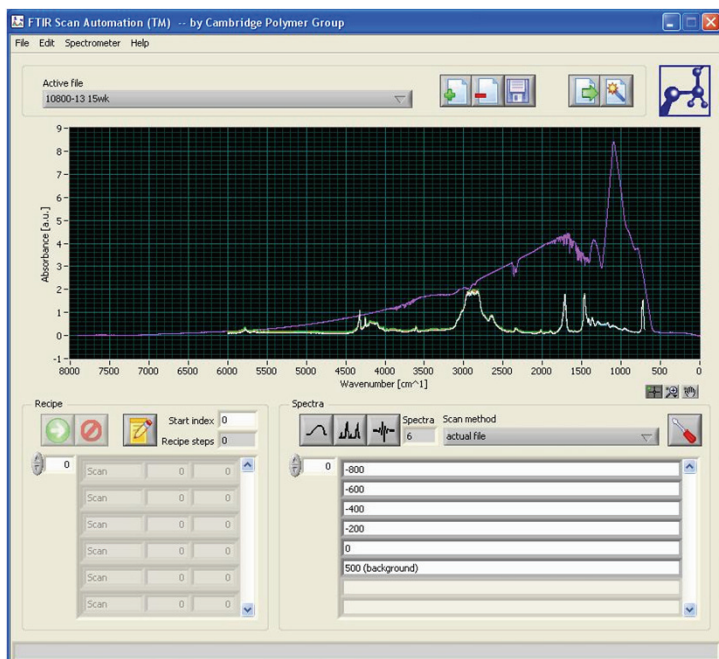 FTIR Scan Automation (TM) -- by Cambridge Polymer Group
File Edit Spectrometer Help
Active file
10800-13 15wk
9
8
7
6
5
4
3
2
1
0
-1
Absorbance [a.u.]
8000 7500 7000 6500 6000 5500 5000 4500 4000 3500 3000 2500 2000 1500 1000 500 0
Wavenumber [cm^1]
Recipe
Start index 0
Recipe steps 0
0
Scan 0 0
Scan 0 0
Scan 0 0
Scan 0 0
Scan 0 0
Scan 0 0
Spectra
Spectra 6
Scan method
actual file
0
-800
-600
-400
-200
0
500 (background)